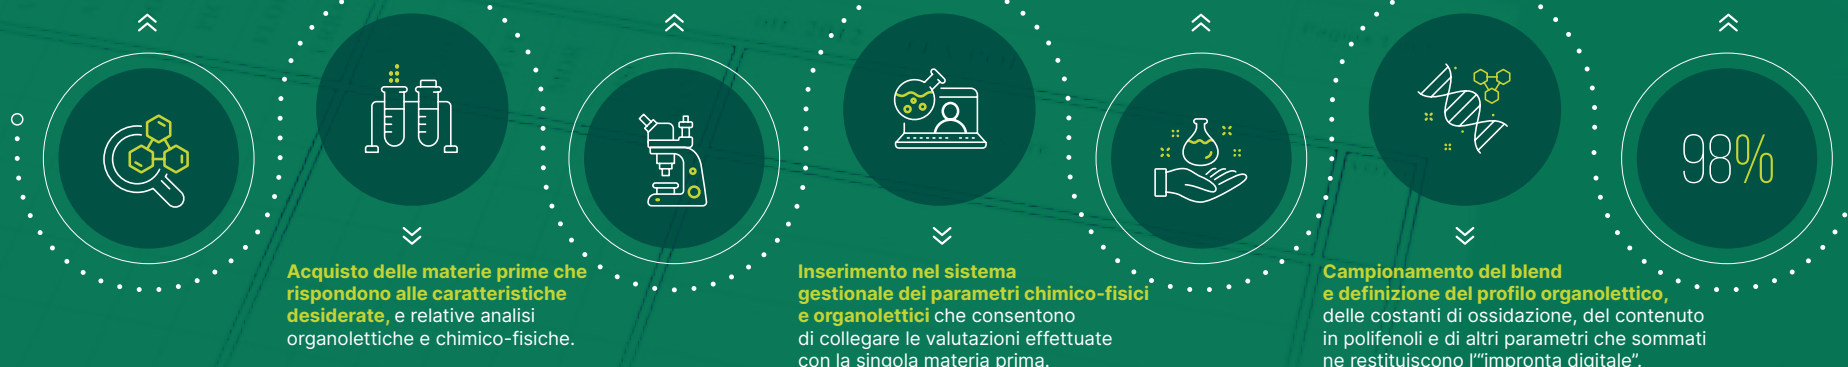 98%
Acquisto delle materie prime che
rispondono alle caratteristiche
desiderate, e relative analisi
organolettiche e chimico-fisiche.
Inserimento nel sistema
gestionale dei parametri chimico-fisici
e organolettici che consentono
di collegare le valutazioni effettuate
con la singola materia prima.
Campionamento del blend
e definizione del profilo organolettico,
delle costanti di ossidazione, del contenuto
in polifenoli e di altri parametri che sommati
ne restituiscono l'“impronta digitale”.